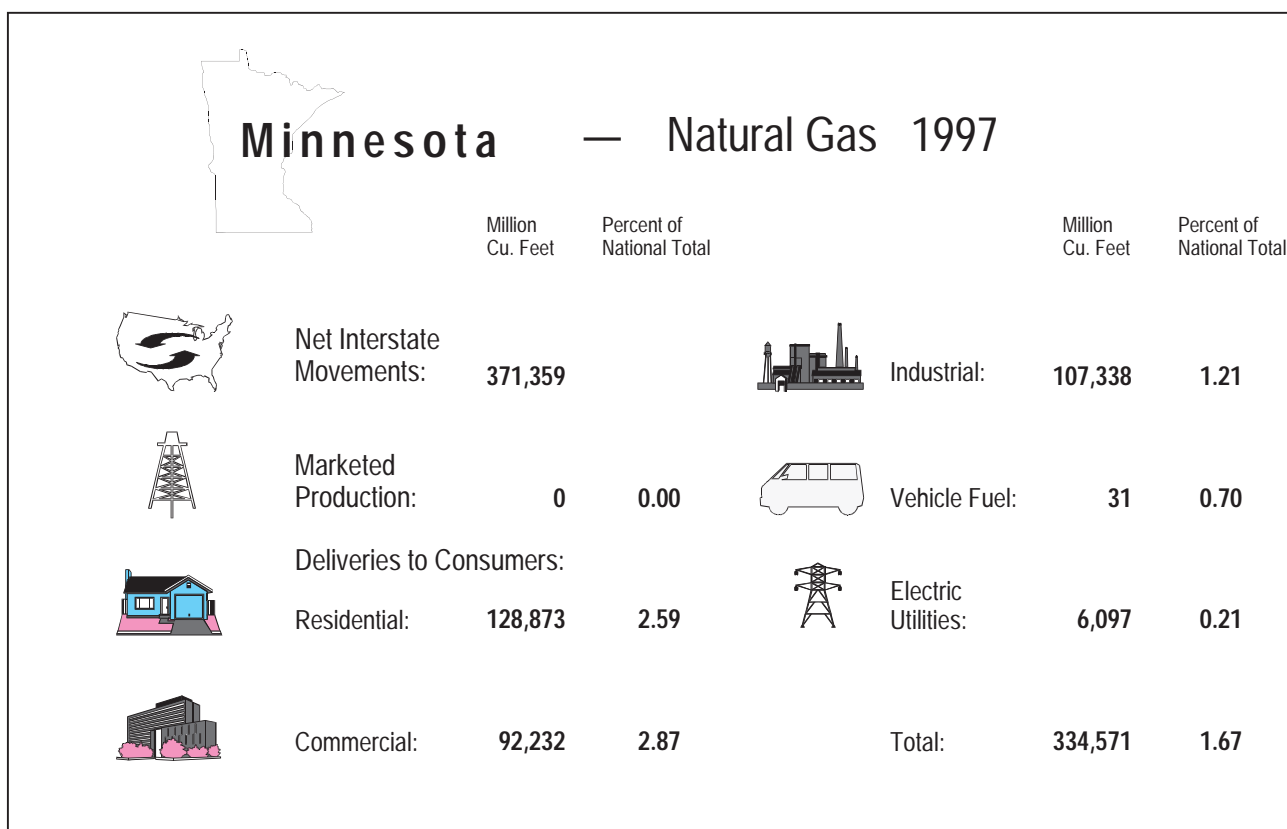 Minnesota — Natural Gas 1997
Million
Cu. Feet
Percent of
National Total
Million
Cu. Feet
Percent of
National Total
Net Interstate
Movements: 371,359
Industrial: 107,338 1.21
Marketed
Production: 0 0.00
Vehicle Fuel: 31 0.70
Deliveries to Consumers:
Residential: 128,873 2.59
Electric
Utilities: 6,097 0.21
Commercial: 92,232 2.87
Total: 334,571 1.67